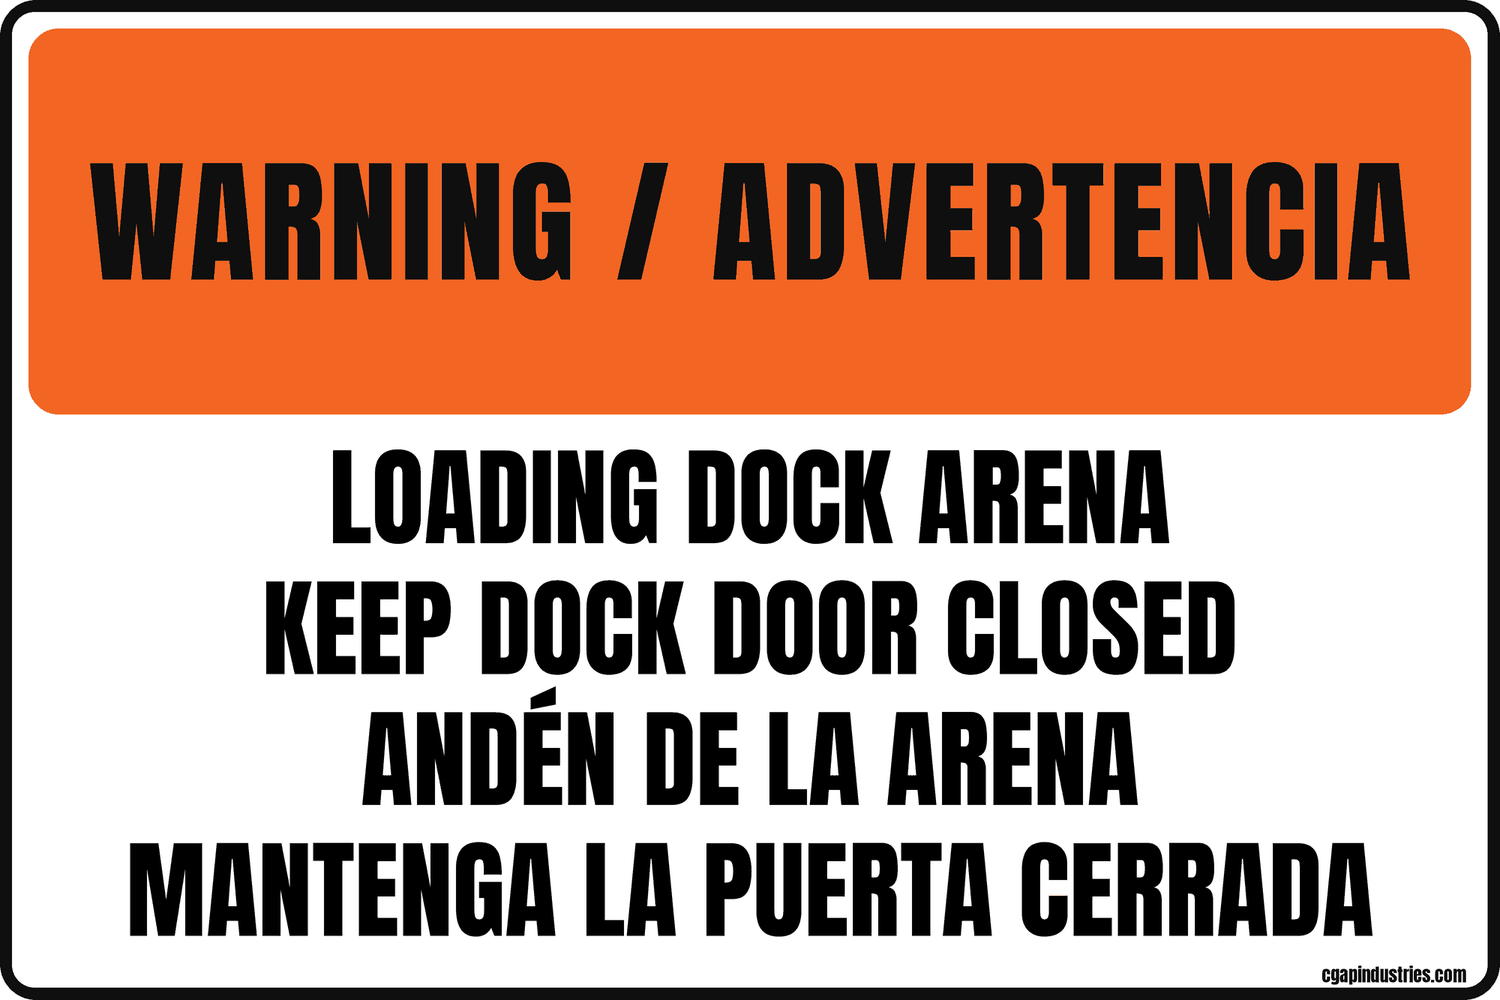 WARNING / ADVERTENCIA
LOADING DOCK ARENA
KEEP DOCK DOOR CLOSED
ANDÉN DE LA ARENA
MANTENGA LA PUERTA CERRADA
cgapindustries.com